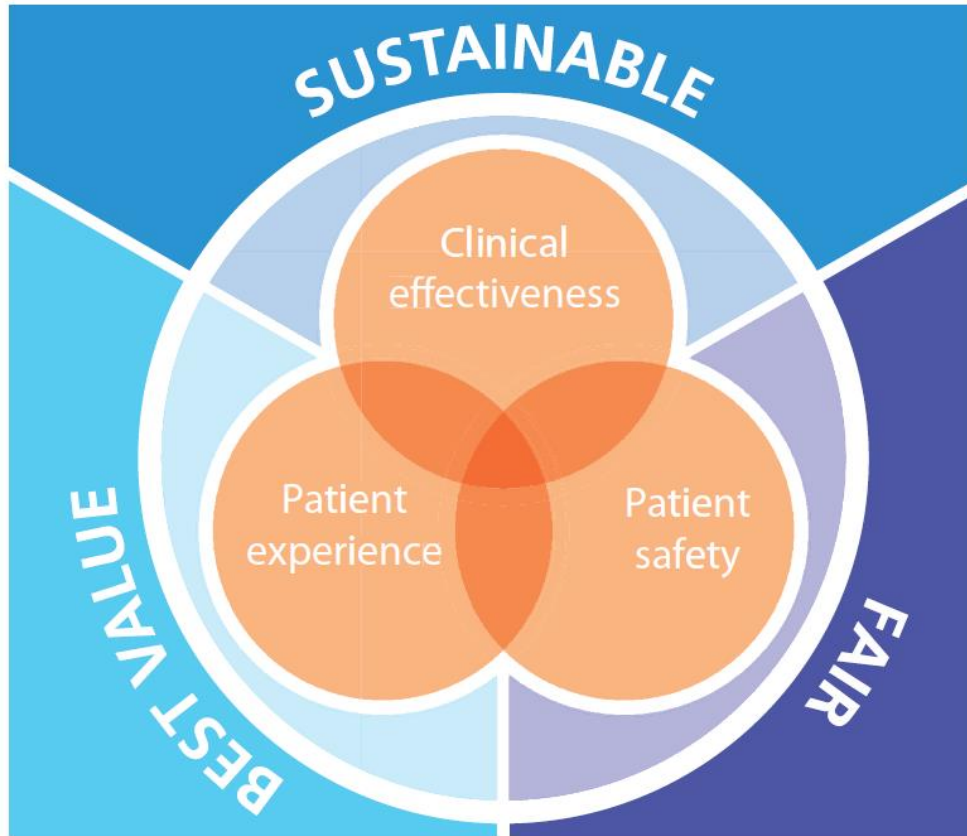 SUSTAINABLE
Clinical
effectiveness
Patient
experience
Patient
safety
BEST VALUE
FAIR